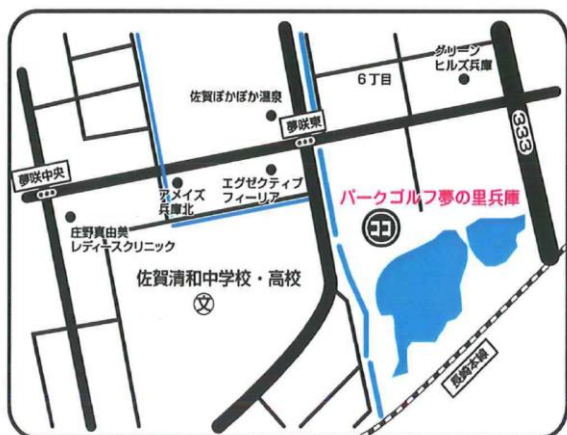 グリーン
ヒルズ兵庫
6丁目
佐賀ぽかぽか温泉
333
夢咲東
夢咲中央
アメイズ
兵庫北
エグゼクティブ
フィーリア
パークゴルフ夢の里兵庫
ココ
庄野真由美
レディースクリニック
佐賀清和中学校・高校
文
長崎本線